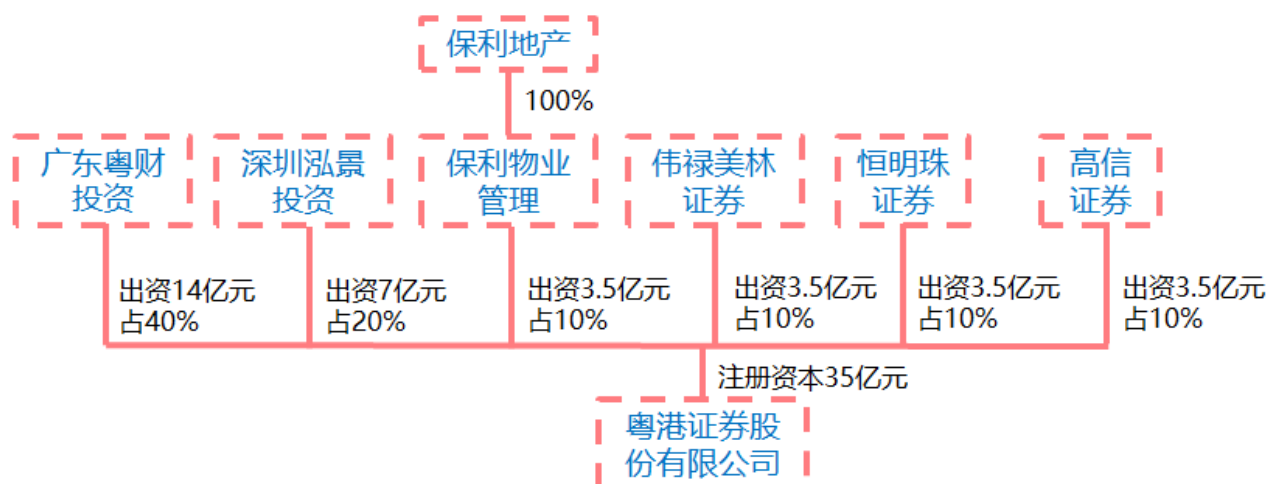 保利地产
100%
广东粤财
投资
深圳泓景
投资
保利物业
管理
伟禄美林
证券
恒明珠
证券
高信
证券
出资14亿元
占40%
出资7亿元
占20%
出资3.5亿元
占10%
出资3.5亿元
占10%
出资3.5亿元
占10%
出资3.5亿元
占10%
注册资本35亿元
粤港证券股
份有限公司